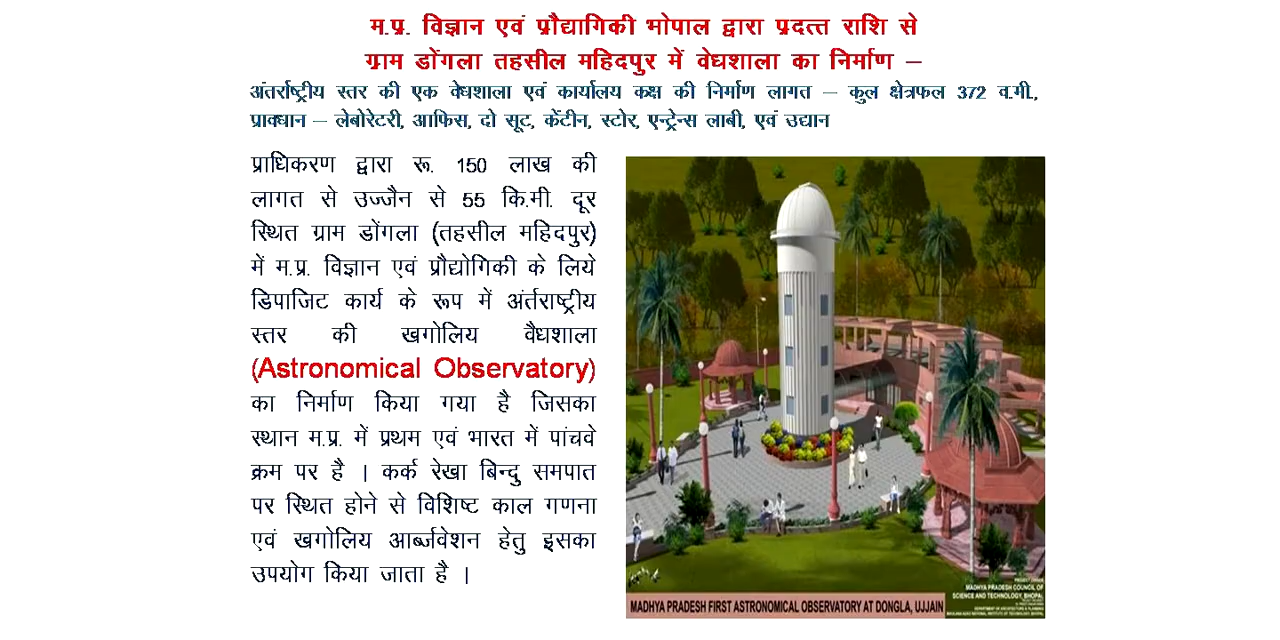 म.प्र. विज्ञान एवं प्रौद्यागिकी भोपाल द्वारा प्रदत्त राशि से
ग्राम डोंगला तहसील महिदपुर में वेधशाला का निर्माण –
अंतर्राष्ट्रीय स्तर की एक वेधशाला एवं कार्यालय कक्ष की निर्माण लागत – कुल क्षेत्रफल 372 व.मी.,
प्रावधान – लेबोरेटरी, आफिस, दो सूट, केंटीन, स्टोर, एन्ट्रेन्स लाबी, एवं उद्यान
प्राधिकरण द्वारा रू. 150 लाख की
लागत से उज्जैन से 55 कि.मी. दूर
स्थित ग्राम डोंगला (तहसील महिदपुर)
में म.प्र. विज्ञान एवं प्रौद्योगिकी के लिये
डिपाजिट कार्य के रूप में अंर्तराष्ट्रीय
स्तर की खगोलिय वैधशाला
(Astronomical Observatory)
का निर्माण किया गया है जिसका
स्थान म.प्र. में प्रथम एवं भारत में पांचवे
क्रम पर है । कर्क रेखा बिन्दु समपात
पर स्थित होने से विशिष्ट काल गणना
एवं खगोलिय आर्ब्जवेशन हेतु इसका
उपयोग किया जाता है ।
MADHYA PRADESH FIRST ASTRONOMICAL OBSERVATORY AT DONGLA, UJJAIN
MADHYA PRADESH COUNCIL OF
SCIENCE AND TECHNOLOGY, BHOPAL